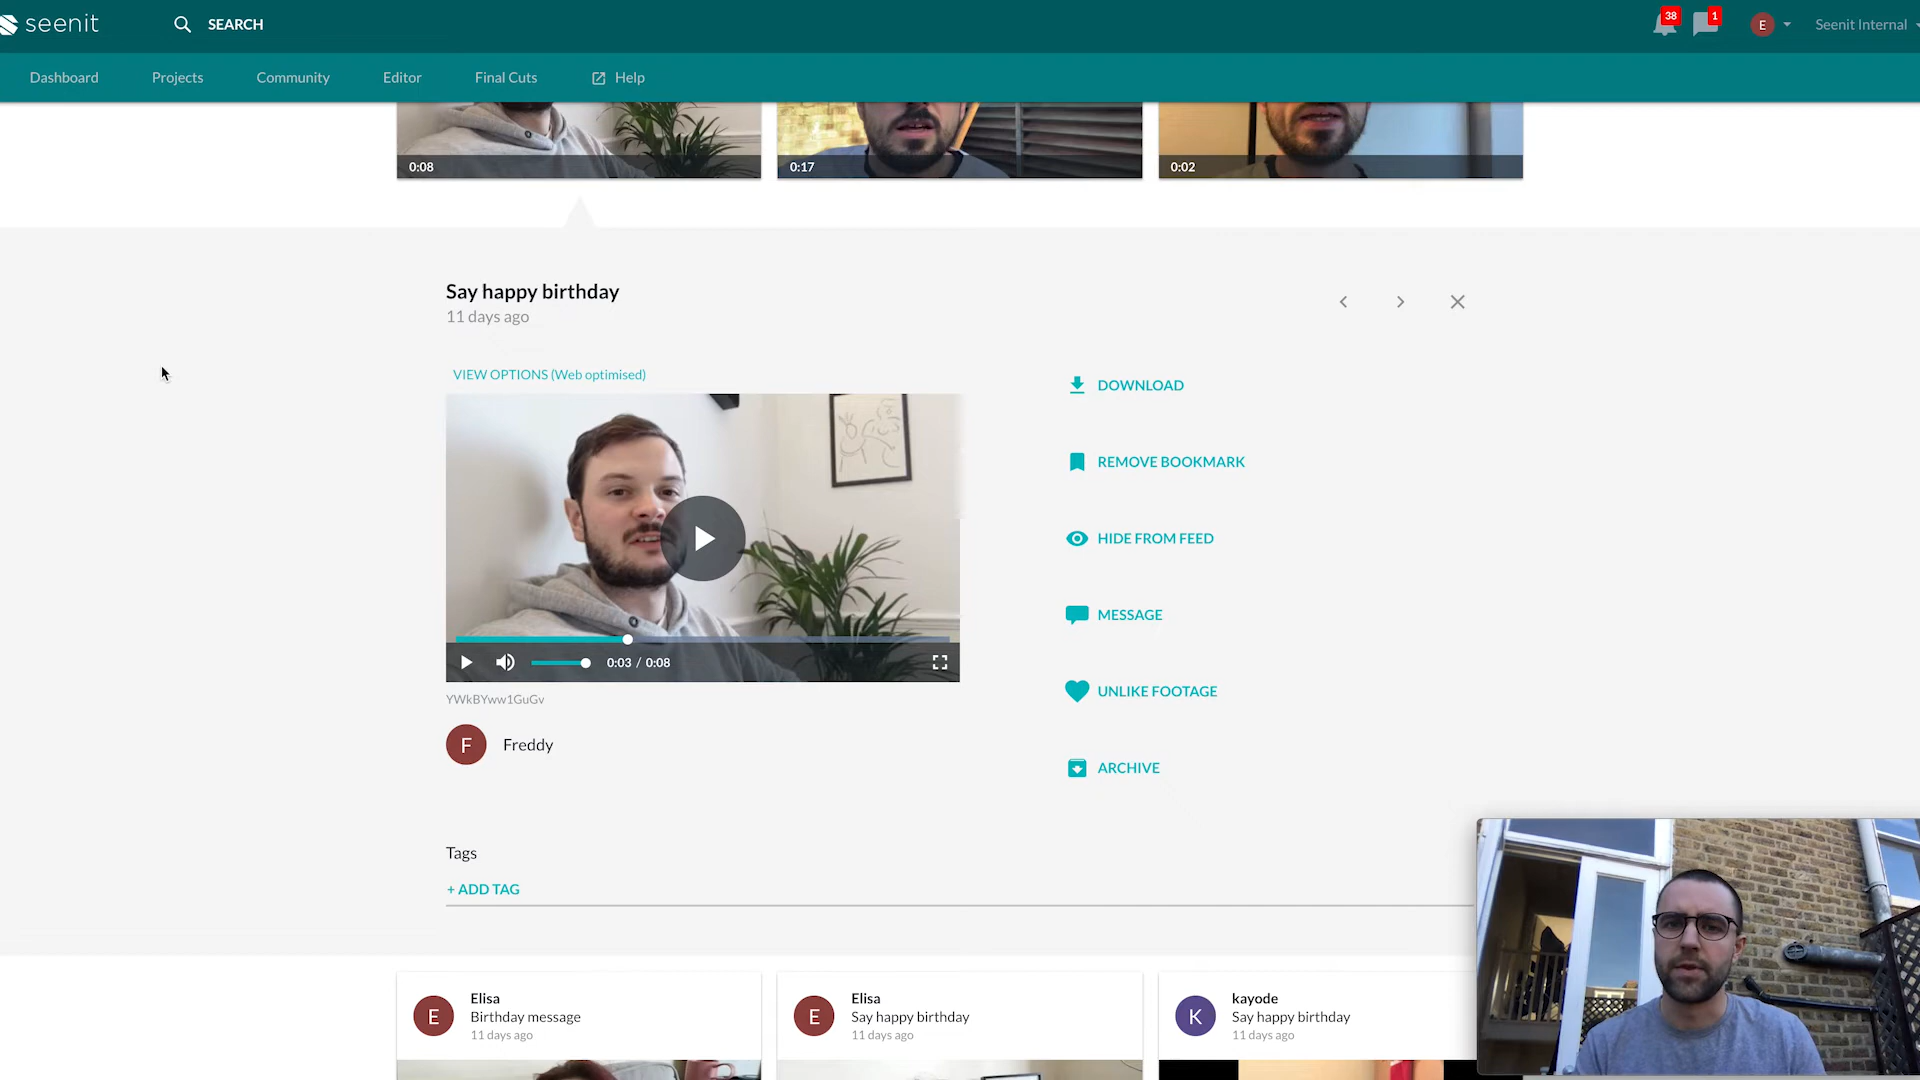 seenit
SEARCH
38
1
E
Seenit Internal
Dashboard
Projects
Community
Editor
Final Cuts
Help
0:08
0:17
0:02
Say happy birthday
11 days ago
VIEW OPTIONS (Web optimised)
DOWNLOAD
REMOVE BOOKMARK
HIDE FROM FEED
MESSAGE
UNLIKE FOOTAGE
ARCHIVE
0:03 / 0:08
YWkBYww1GuGv
F
Freddy
Tags
+ ADD TAG
E
Elisa
Birthday message
11 days ago
E
Elisa
Say happy birthday
11 days ago
K
kayode
Say happy birthday
11 days ago